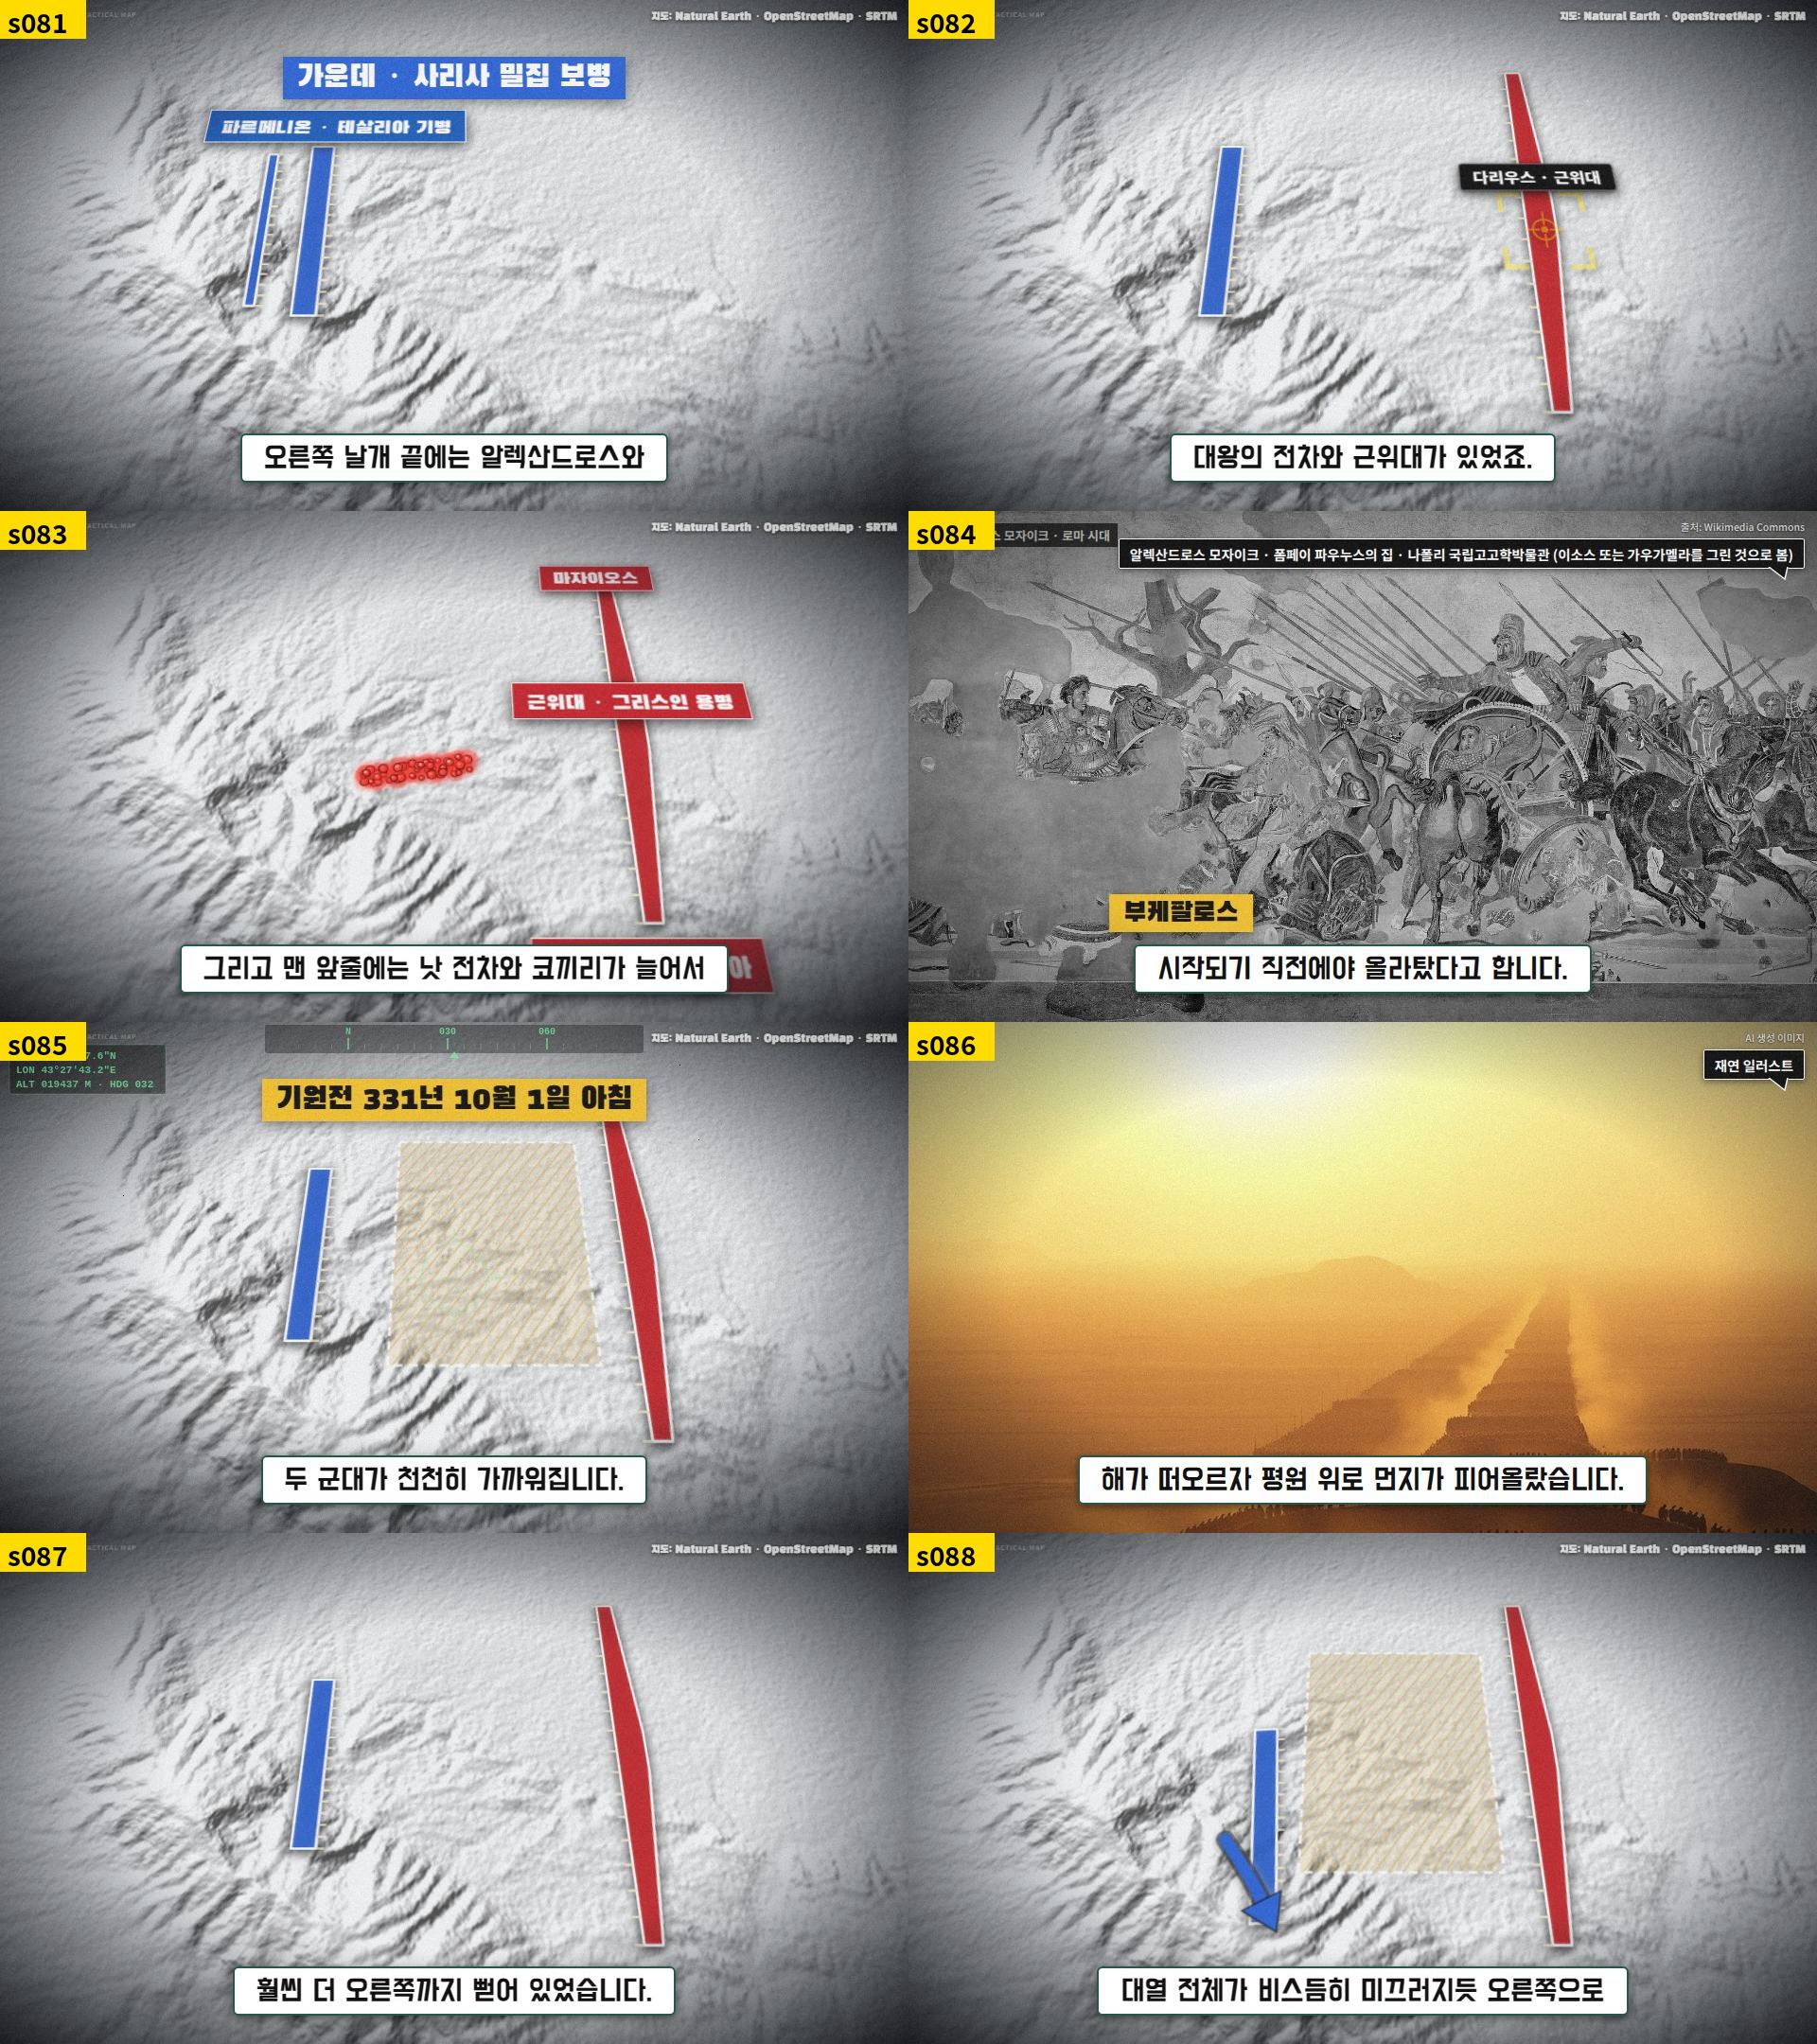 s081
ACTICAL MAP
지도: Natural Earth · OpenStreetMap · SRTM
가운데 · 사리사 밀집 보병
파르메니온 · 테살리아 기병
오른쪽 날개 끝에는 알렉산드로스와
s082
ACTICAL MAP
지도: Natural Earth · OpenStreetMap · SRTM
다리우스 · 근위대
대왕의 전차와 근위대가 있었죠.
s083
ACTICAL MAP
지도: Natural Earth · OpenStreetMap · SRTM
마자이오스
근위대 · 그리스인 용병
아
그리고 맨 앞줄에는 낫 전차와 코끼리가 늘어서
s084
스 모자이크 · 로마 시대
출처: Wikimedia Commons
알렉산드로스 모자이크 · 폼페이 파우누스의 집 · 나폴리 국립고고학박물관 (이소스 또는 가우가멜라를 그린 것으로 봄)
부케팔로스
시작되기 직전에야 올라탔다고 합니다.
s085
ACTICAL MAP
N 030 060
지도: Natural Earth · OpenStreetMap · SRTM
7.6"N
LON 43°27'43.2"E
ALT 019437 M · HDG 032
기원전 331년 10월 1일 아침
두 군대가 천천히 가까워집니다.
s086
AI 생성 이미지
재연 일러스트
해가 떠오르자 평원 위로 먼지가 피어올랐습니다.
s087
ACTICAL MAP
지도: Natural Earth · OpenStreetMap · SRTM
훨씬 더 오른쪽까지 뻗어 있었습니다.
s088
ACTICAL MAP
지도: Natural Earth · OpenStreetMap · SRTM
대열 전체가 비스듬히 미끄러지듯 오른쪽으로